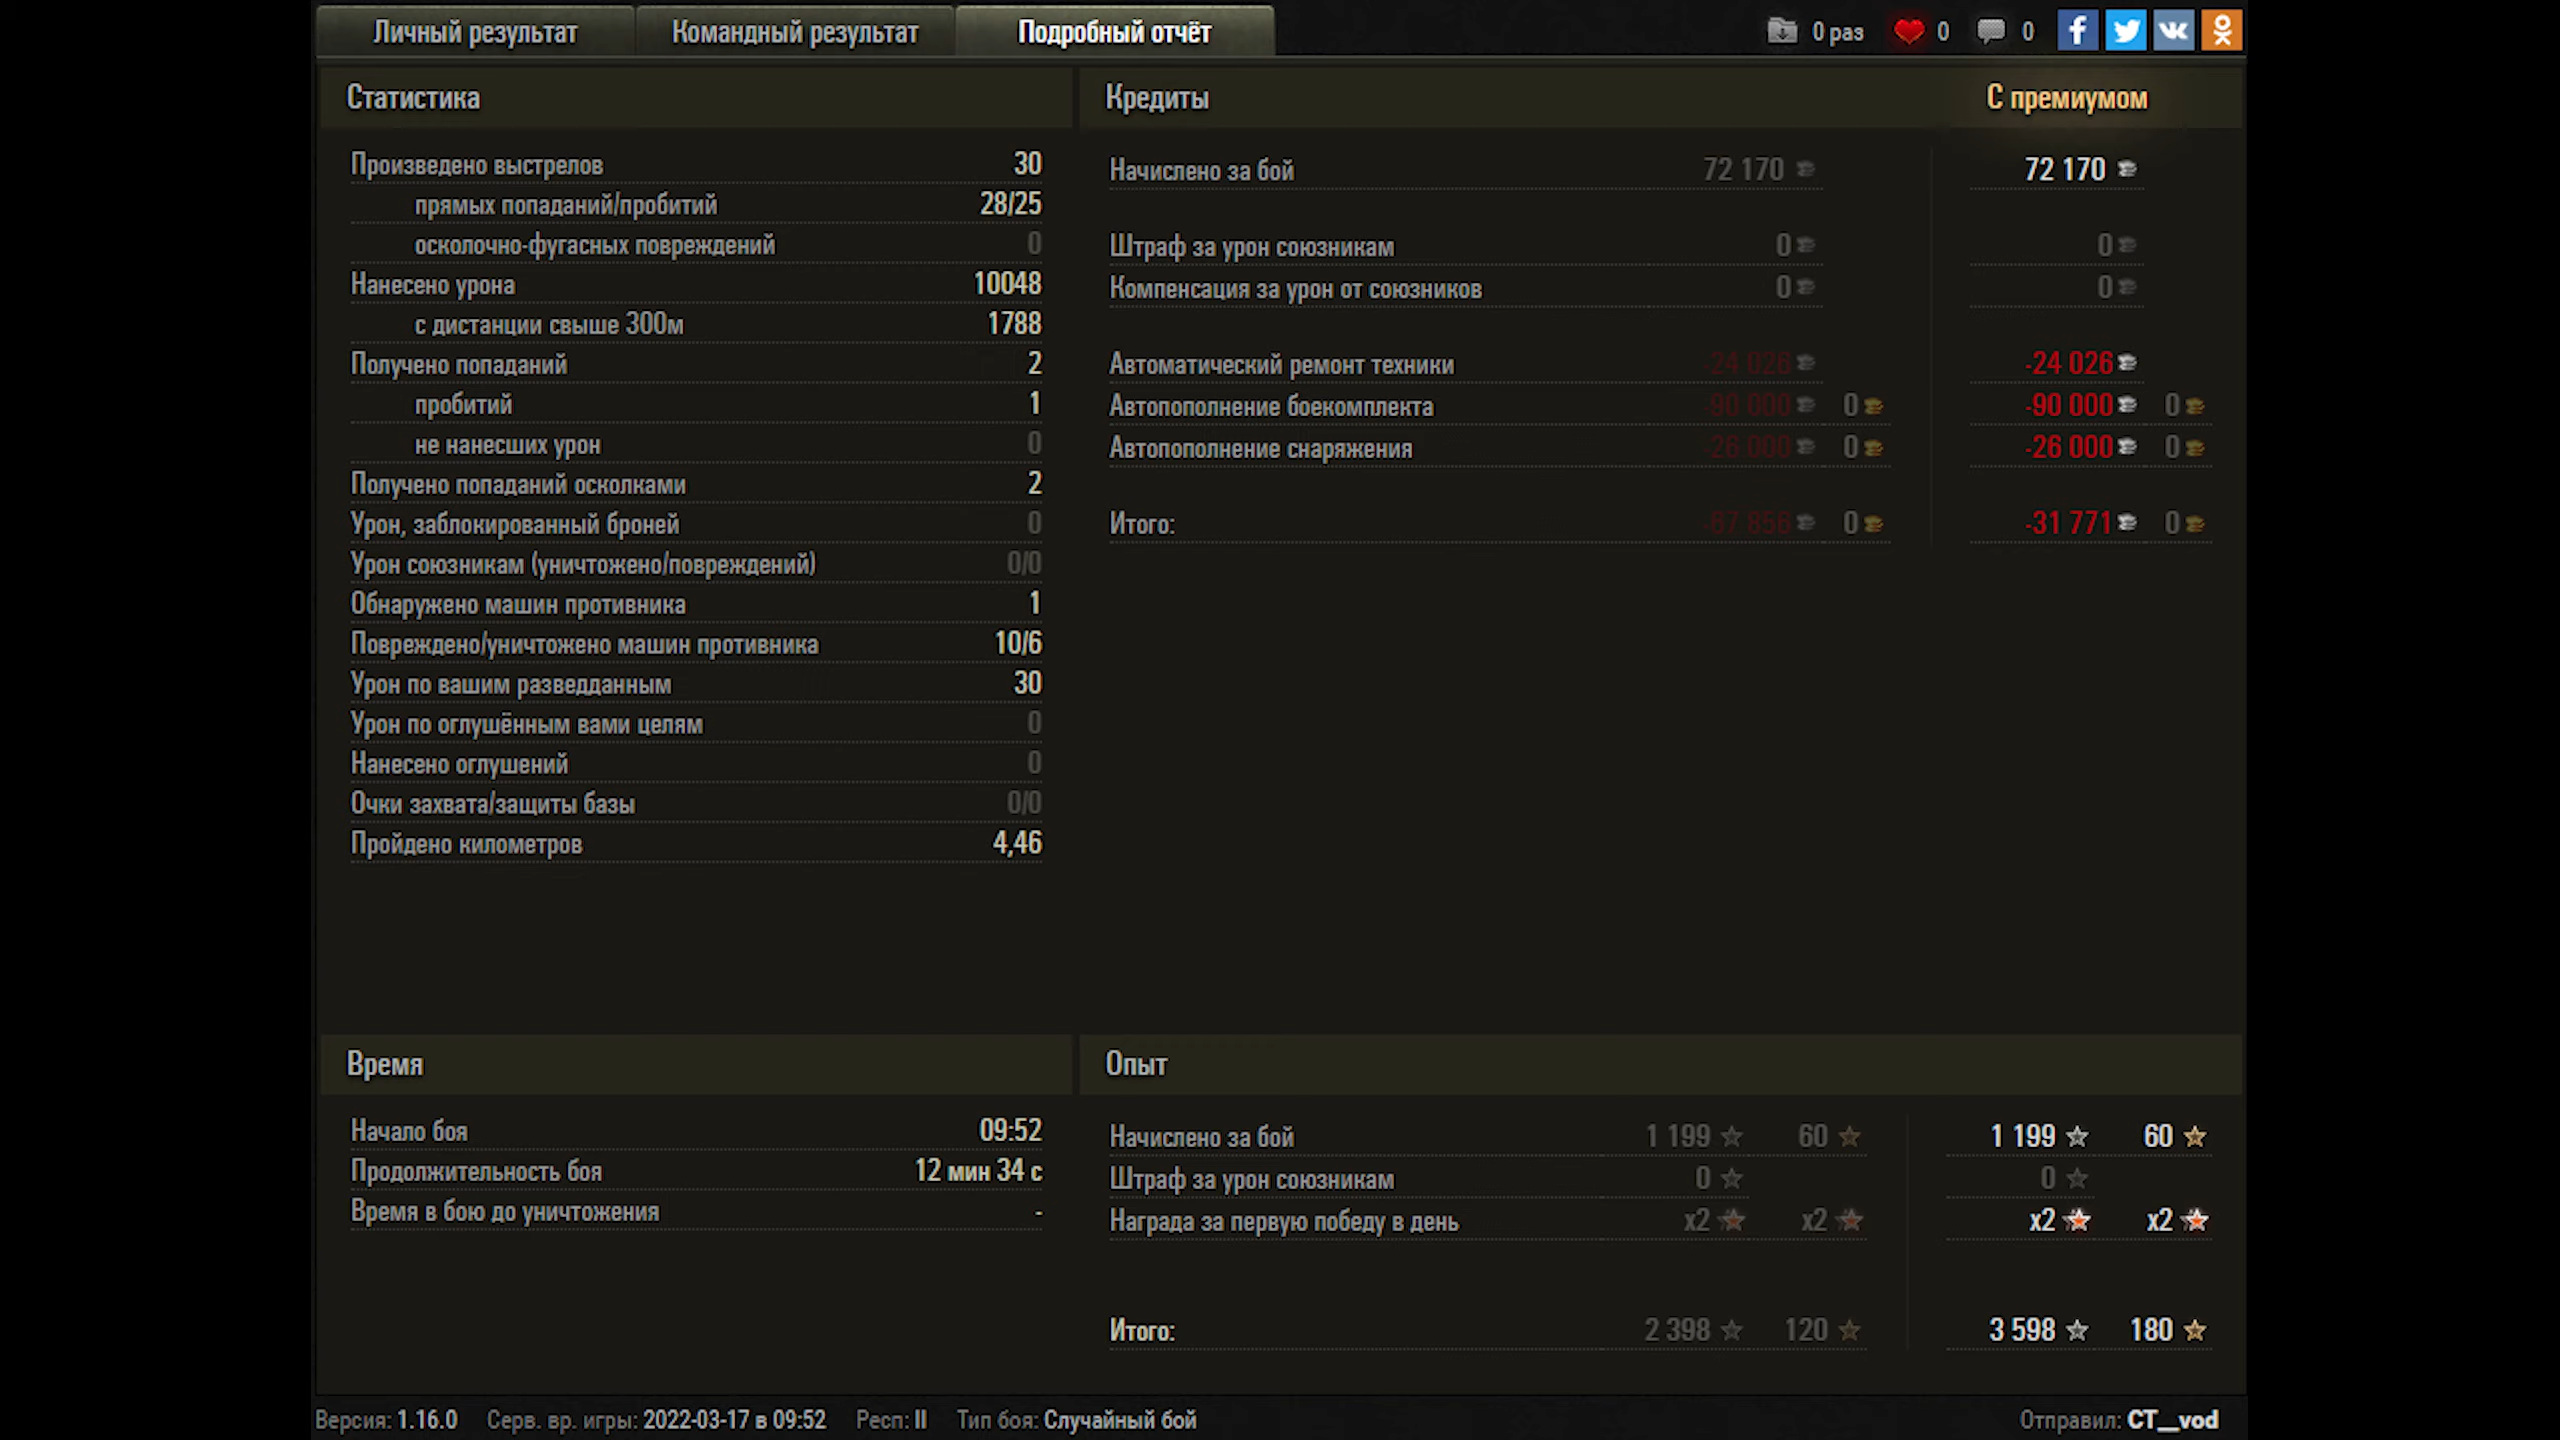 Личный результат Командный результат Подробный отчёт 0 раз 0 0
Статистика
Произведено выстрелов 30
прямых попаданий/пробитий 28/25
осколочно-фугасных повреждений 0
Нанесено урона 10048
с дистанции свыше 300м 1788
Получено попаданий 2
пробитий 1
не нанесших урон 0
Получено попаданий осколками 2
Урон, заблокированный броней 0
Урон союзникам (уничтожено/повреждений) 0/0
Обнаружено машин противника 1
Повреждено/уничтожено машин противника 10/6
Урон по вашим разведданным 30
Урон по оглушённым вами целям 0
Нанесено оглушений 0
Очки захвата/защиты базы 0/0
Пройдено километров 4,46
Кредиты С премиумом
Начислено за бой 72 170 72 170
Штраф за урон союзникам 0 0
Компенсация за урон от союзников 0 0
Автоматический ремонт техники -24 026 -24 026
Автопополнение боекомплекта -90 000 0 -90 000 0
Автопополнение снаряжения -26 000 0 -26 000 0
Итого: -67 856 0 -31 771 0
Время
Начало боя 09:52
Продолжительность боя 12 мин 34 с
Время в бою до уничтожения -
Опыт
Начислено за бой 1 199 60 1 199 60
Штраф за урон союзникам 0 0
Награда за первую победу в день x2 x2 x2 x2
Итого: 2 398 120 3 598 180
Версия: 1.16.0 Серв. вр. игры: 2022-03-17 в 09:52 Респ: II Тип боя: Случайный бой Отправил: CT__vod